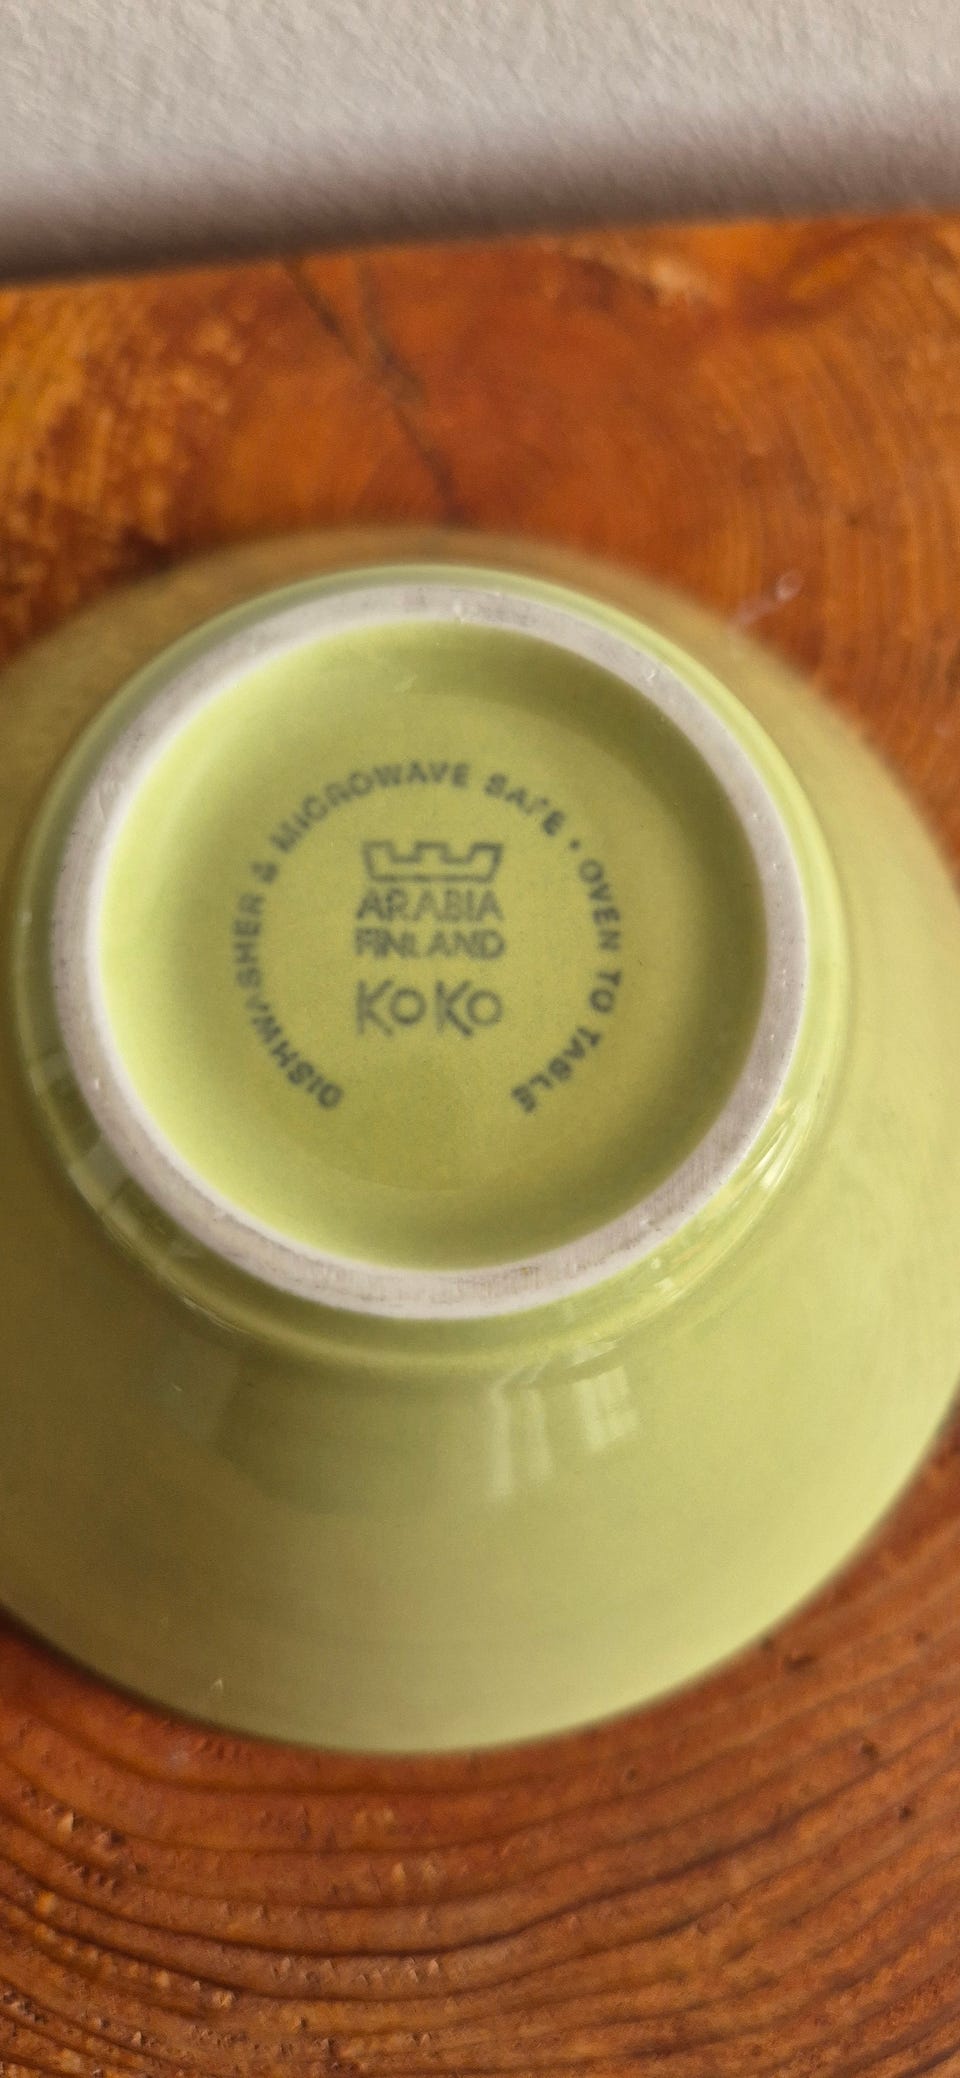 DISHWASHER & MICROWAVE SAFE • OVEN TO TABLE
ARABIA
FINLAND
KoKo